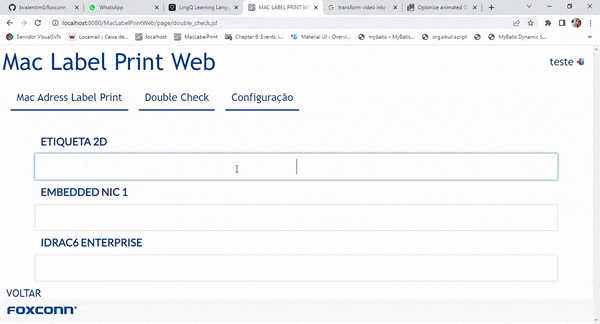 bvalentim0/foxconn
WhatsApp
LingQ Learning Lang
MAC LABEL PRINT WEB
transform video into
Optimize animated G
localhost:8080/MacLabelPrintWeb/page/double_check.jsf
Servidor VisualSVN
Locamail :: Caixa de...
localhost
MacLabelPrint
Chapter 6. Events, i...
Material UI - Overvi...
mybatis – MyBatis...
org.sikuli.script
MyBatis Dynamic S...
Mac Label Print Web
teste
Mac Adress Label Print
Double Check
Configuração
ETIQUETA 2D
EMBEDDED NIC 1
IDRAC6 ENTERPRISE
VOLTAR
FOXCONN